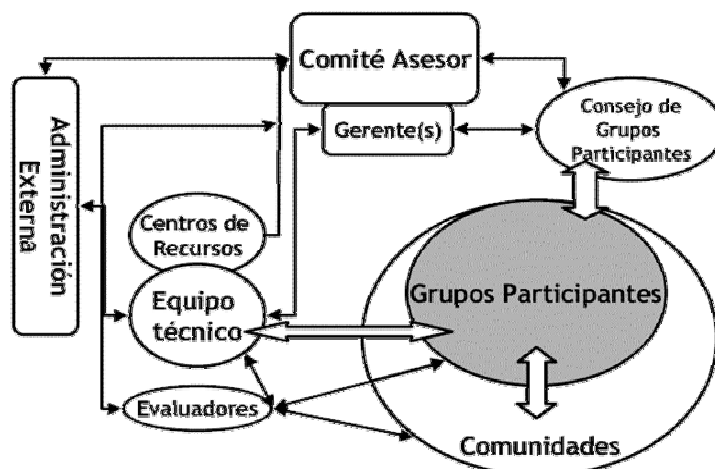 Comité Asesor
Gerente(s)
Consejo de
Grupos
Participantes
Administración
Externa
Centros de
Recursos
Equipo
técnico
Grupos Participantes
Evaluadores
Comunidades